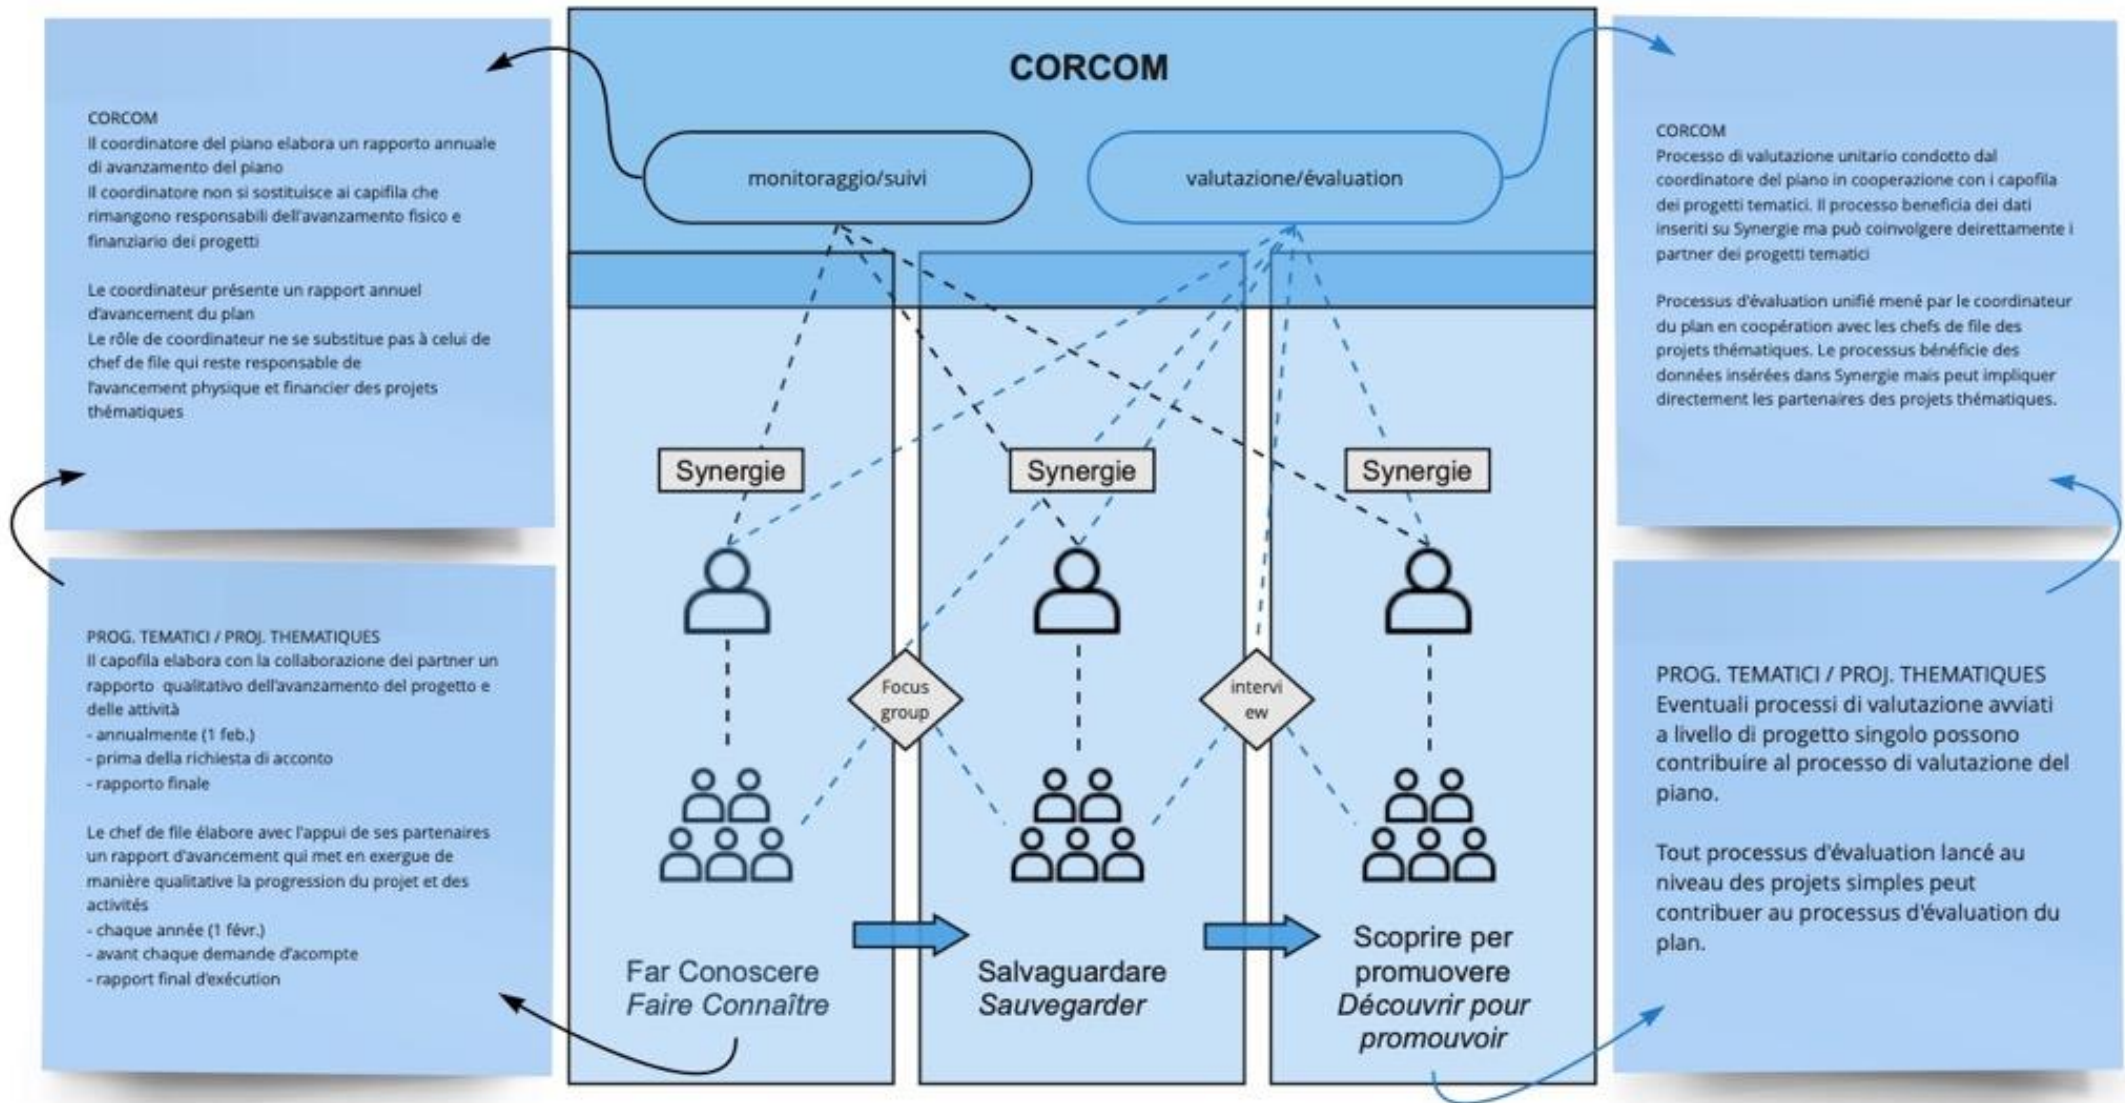 CORCOM
Il coordinatore del piano elabora un rapporto annuale
di avanzamento del piano
Il coordinatore non si sostituisce ai capifila che
rimangono responsabili dell'avanzamento fisico e
finanziario dei progetti
Le coordinateur présente un rapport annuel
d'avancement du plan
Le rôle de coordinateur ne se substitue pas à celui de
chef de file qui reste responsable de
l'avancement physique et financier des projets
thématiques
PROG. TEMATICI / PROJ. THEMATIQUES
Il capofila elabora con la collaborazione dei partner un
rapporto qualitativo dell'avanzamento del progetto e
delle attività
- annualmente (1 feb.)
- prima della richiesta di acconto
- rapporto finale
Le chef de file élabore avec l'appui de ses partenaires
un rapport d'avancement qui met en exergue de
manière qualitative la progression du projet et des
activités
- chaque année (1 févr.)
- avant chaque demande d'acompte
- rapport final d'exécution
CORCOM
monitoraggio/suivi
valutazione/évaluation
Synergie
Synergie
Synergie
Focus
group
intervi
ew
Far Conoscere
Faire Connaître
Salvaguardare
Sauvegarder
Scoprire per
promuovere
Découvrir pour
promouvoir
CORCOM
Processo di valutazione unitario condotto dal
coordinatore del piano in cooperazione con i capofila
dei progetti tematici. Il processo beneficia dei dati
inseriti su Synergie ma può coinvolgere deirettamente i
partner dei progetti tematici
Processus d'évaluation unifié mené par le coordinateur
du plan en coopération avec les chefs de file des
projets thématiques. Le processus bénéficie des
données insérées dans Synergie mais peut impliquer
directement les partenaires des projets thématiques.
PROG. TEMATICI / PROJ. THEMATIQUES
Eventuali processi di valutazione avviati
a livello di progetto singolo possono
contribuire al processo di valutazione del
piano.
Tout processus d'évaluation lancé au
niveau des projets simples peut
contribuer au processus d'évaluation du
plan.